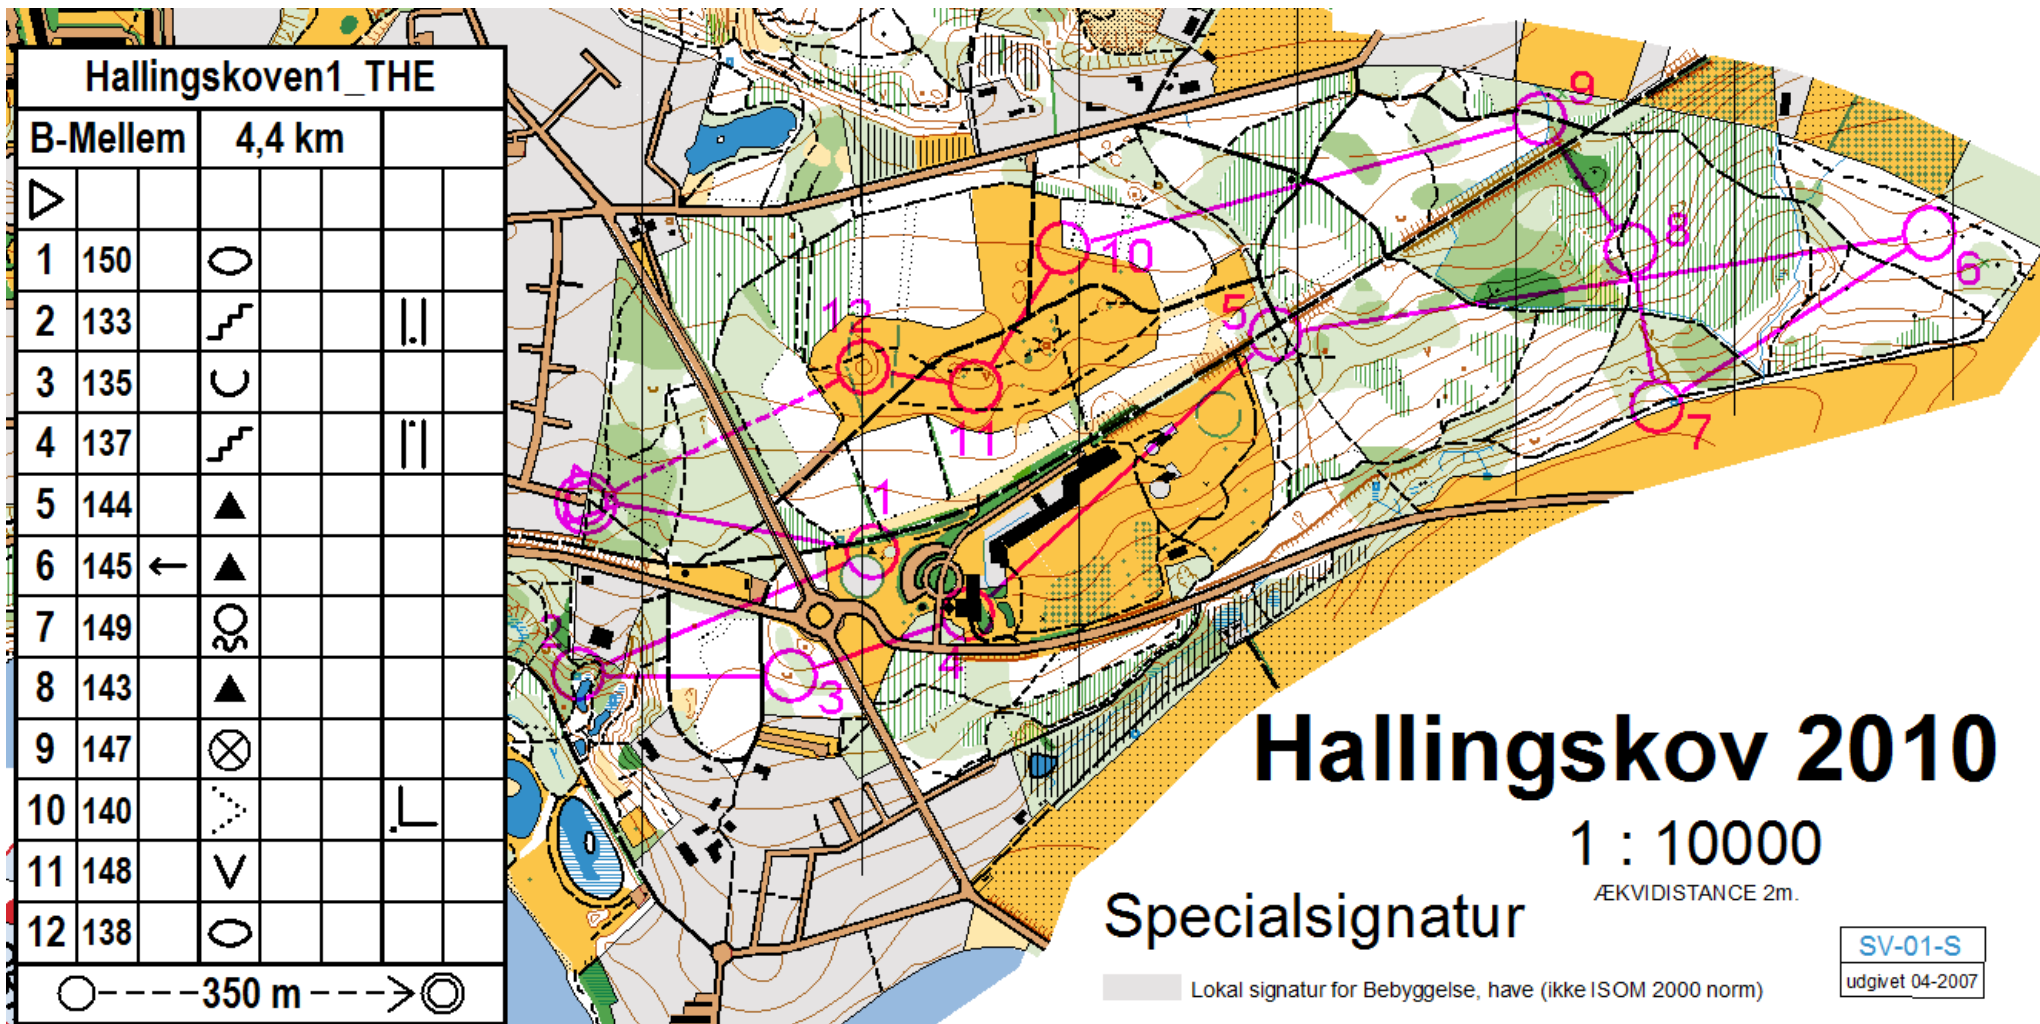 Hallingskoven1_THE
B-Mellem 4,4 km
1 150
2 133
3 135
4 137
5 144
6 145
7 149
8 143
9 147
10 140
11 148
12 138
350 m
9
8
10
6
5
12
7
11
1
2
3
4
Hallingskov 2010
1 : 10000
ÆKVIDISTANCE 2m.
Specialsignatur
Lokal signatur for Bebyggelse, have (ikke ISOM 2000 norm)
SV-01-S
udgivet 04-2007